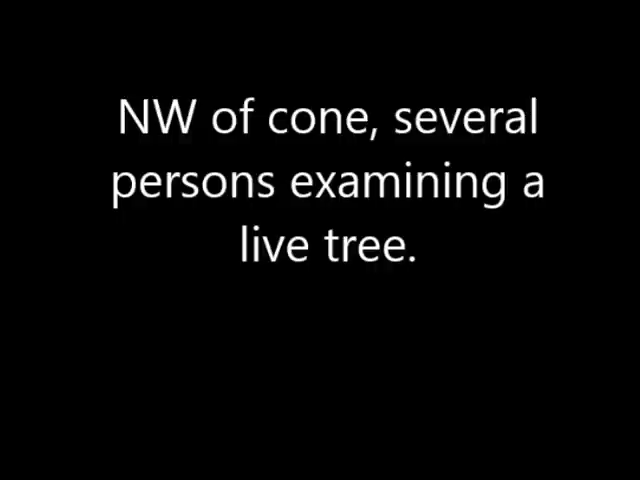 NW of cone, several
persons examining a
live tree.